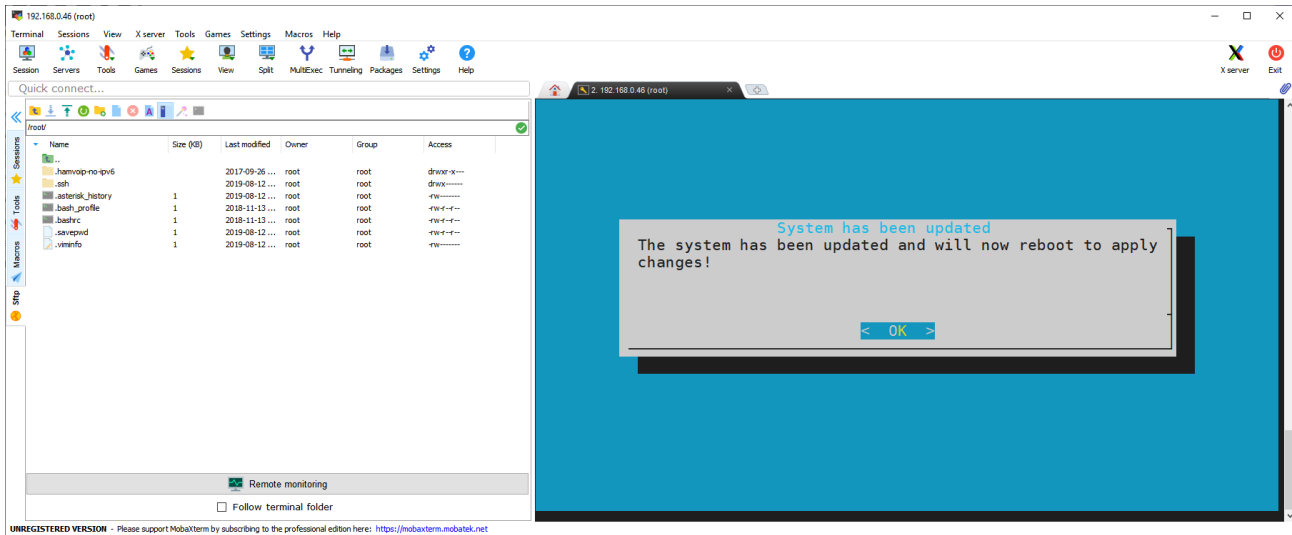 192.168.0.46 (root)
Terminal Sessions View X server Tools Games Settings Macros Help
Session Servers Tools Games Sessions View Split MultiExec Tunneling Packages Settings Help X server Exit
Quick connect...
2. 192.168.0.46 (root)
/root/
Name Size (KB) Last modified Owner Group Access
..
.hamvoip-no-ipv6 2017-09-26 ... root root drwxr-x---
.ssh 2019-08-12 ... root root drwx------
.asterisk_history 1 2019-08-12 ... root root -rw-------
.bash_profile 1 2018-11-13 ... root root -rw-r--r--
.bashrc 1 2018-11-13 ... root root -rw-r--r--
.savepwd 1 2019-08-12 ... root root -rw-r--r--
.viminfo 1 2019-08-12 ... root root -rw-------
Sessions
Tools
Macros
Sftp
System has been updated
The system has been updated and will now reboot to apply
changes!
< OK >
Remote monitoring
Follow terminal folder
UNREGISTERED VERSION - Please support MobaXterm by subscribing to the professional edition here: https://mobaxterm.mobatek.net